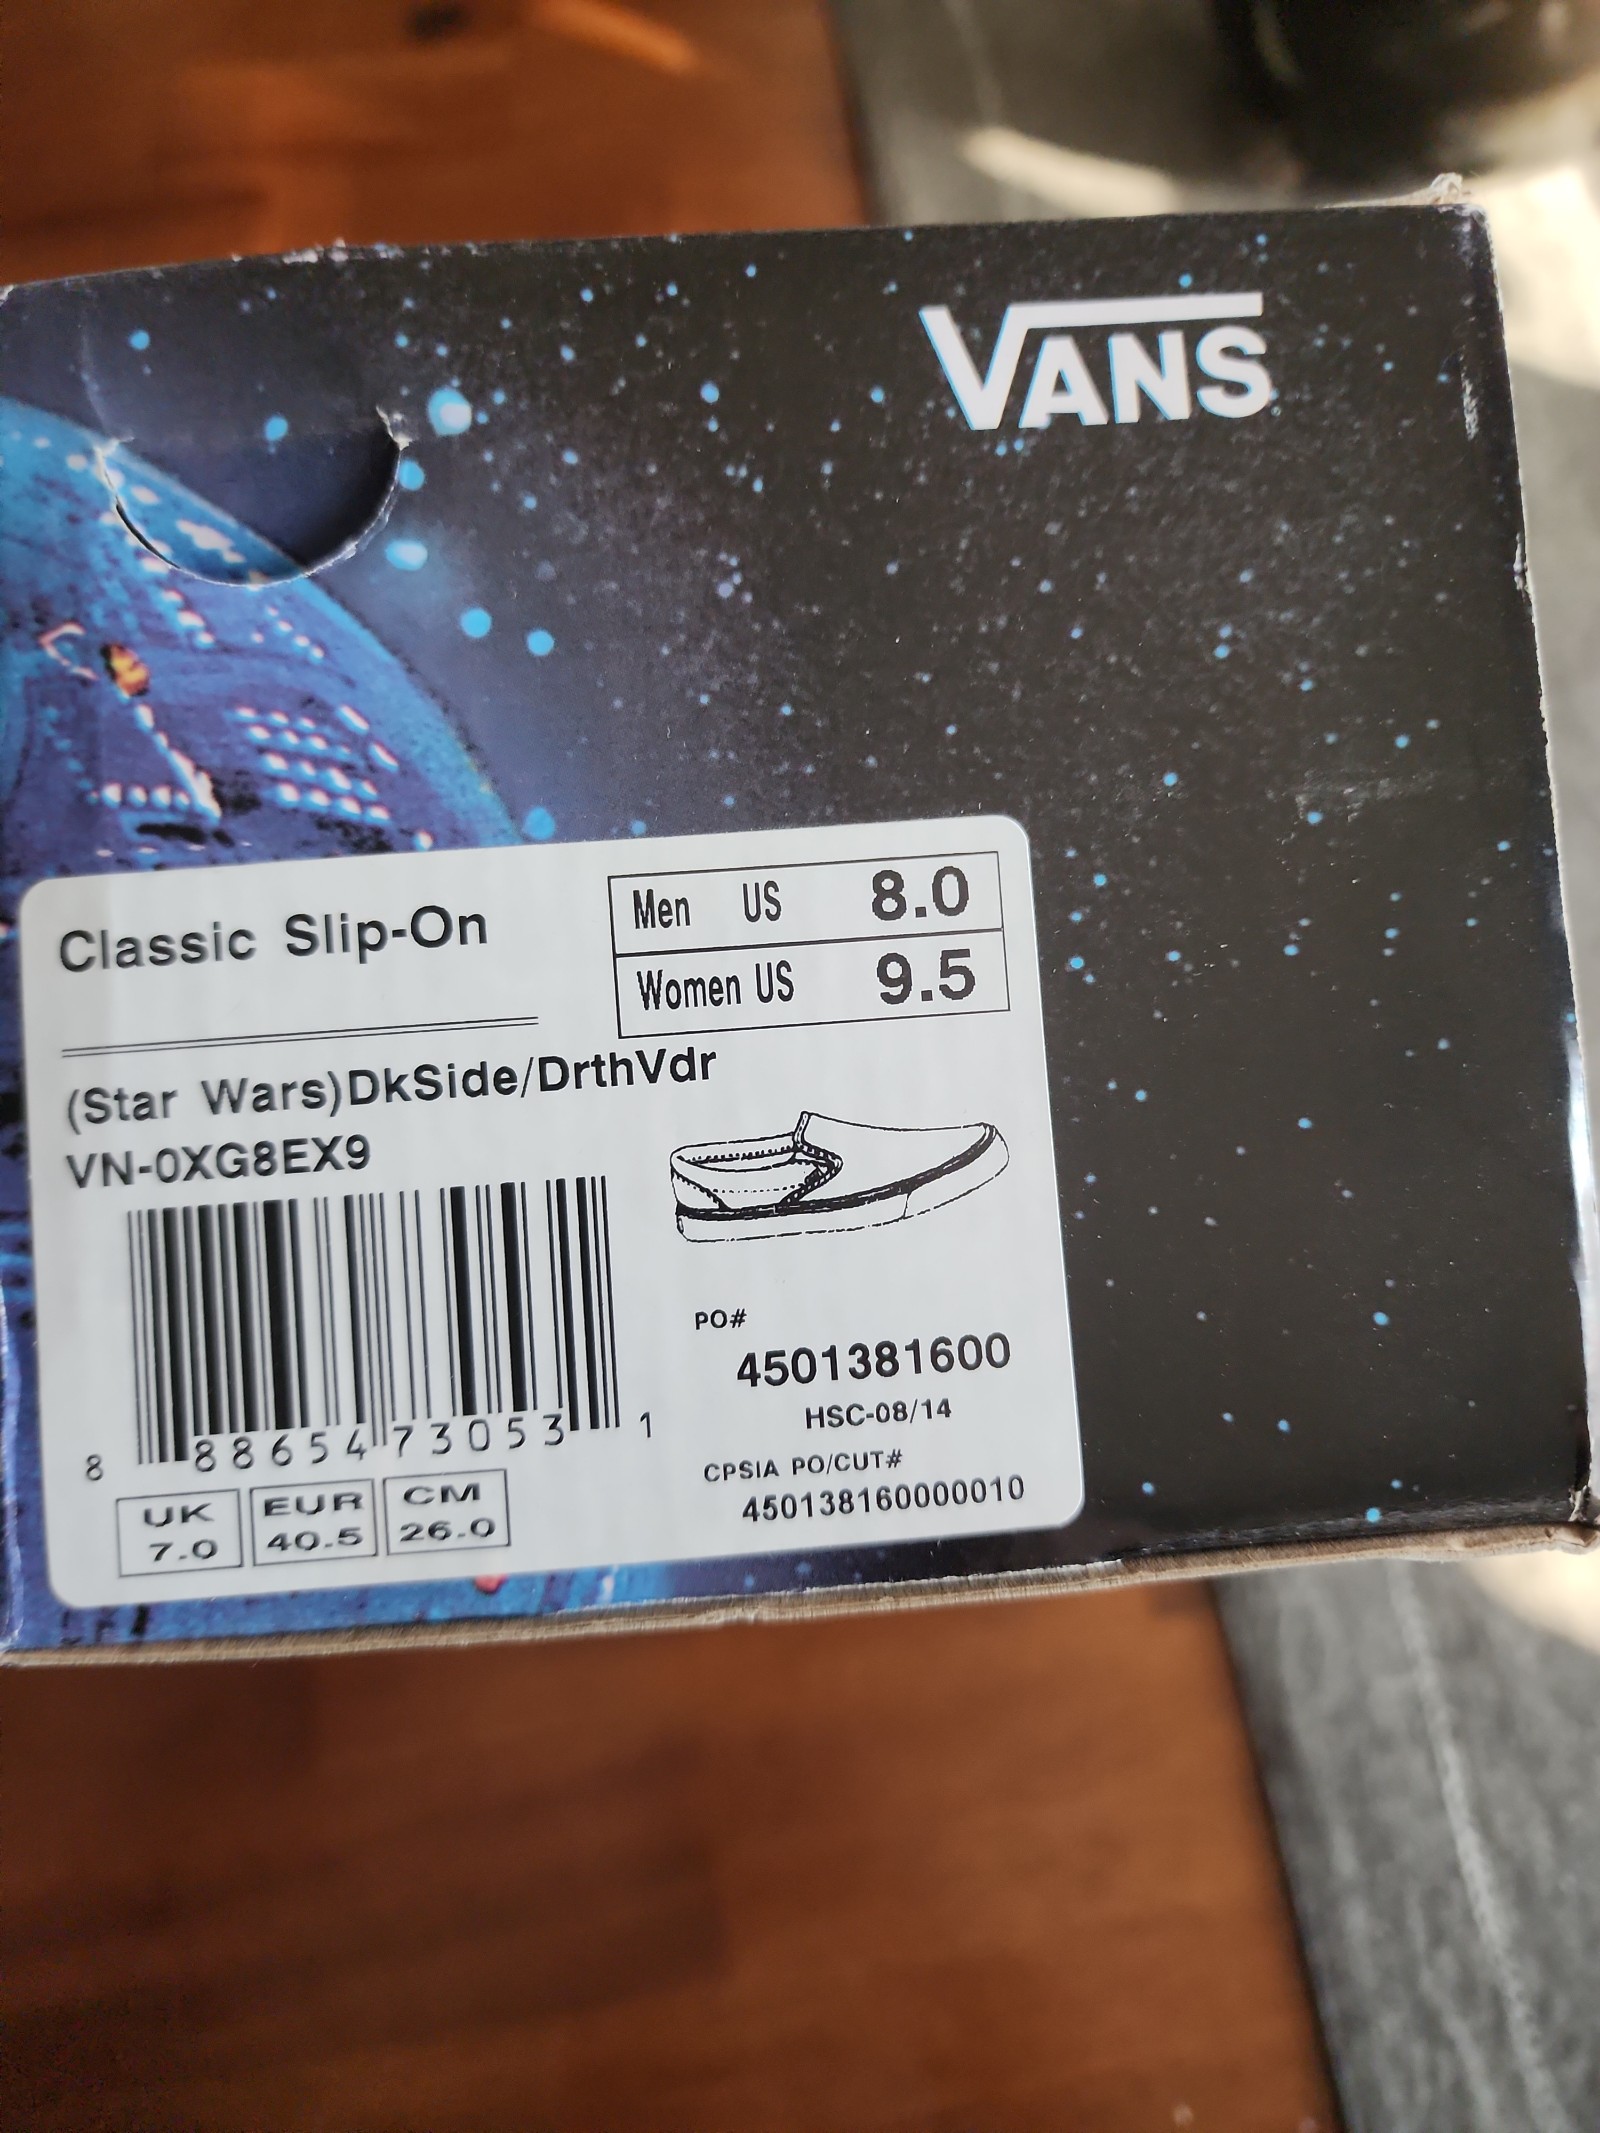 VANS
Classic Slip-On
Men US 8.0
Women US 9.5
(Star Wars)DkSide/DrthVdr
VN-0XG8EX9
8 88654 73053 1
PO#
4501381600
HSC-08/14
CPSIA PO/CUT#
450138160000010
UK 7.0
EUR 40.5
CM 26.0